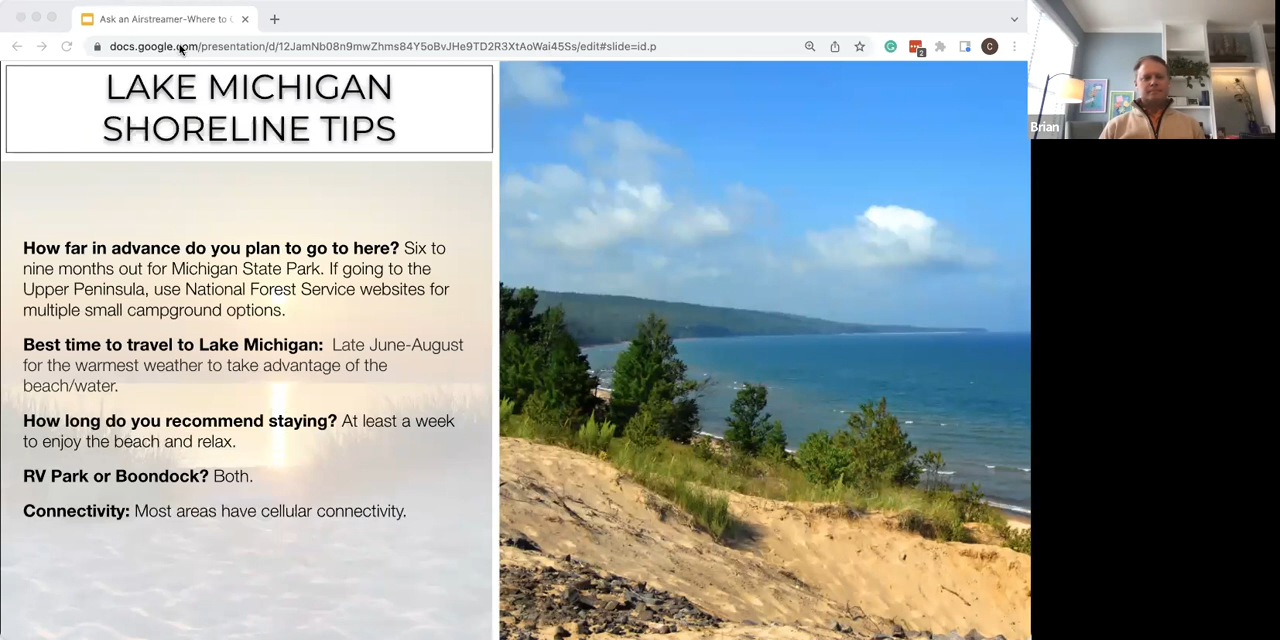 Ask an Airstreamer-Where to
docs.google.com/presentation/d/12JamNb08n9mwZhms84Y5oBvJHe9TD2R3XtAoWai45Ss/edit#slide=id.p
2
C
LAKE MICHIGAN
SHORELINE TIPS
Brian
How far in advance do you plan to go to here? Six to
nine months out for Michigan State Park. If going to the
Upper Peninsula, use National Forest Service websites for
multiple small campground options.
Best time to travel to Lake Michigan: Late June-August
for the warmest weather to take advantage of the
beach/water.
How long do you recommend staying? At least a week
to enjoy the beach and relax.
RV Park or Boondock? Both.
Connectivity: Most areas have cellular connectivity.